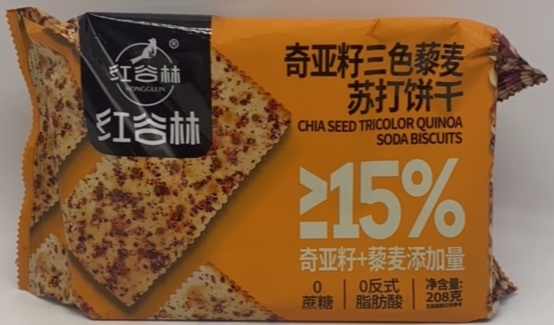 红谷林
®
HONGGULIN
红谷林
奇亚籽三色藜麦
苏打饼干
CHIA SEED TRICOLOR QUINOA
SODA BISCUITS
≥15%
奇亚籽+藜麦添加量
0
蔗糖
0反式
脂肪酸
净含量:
208克